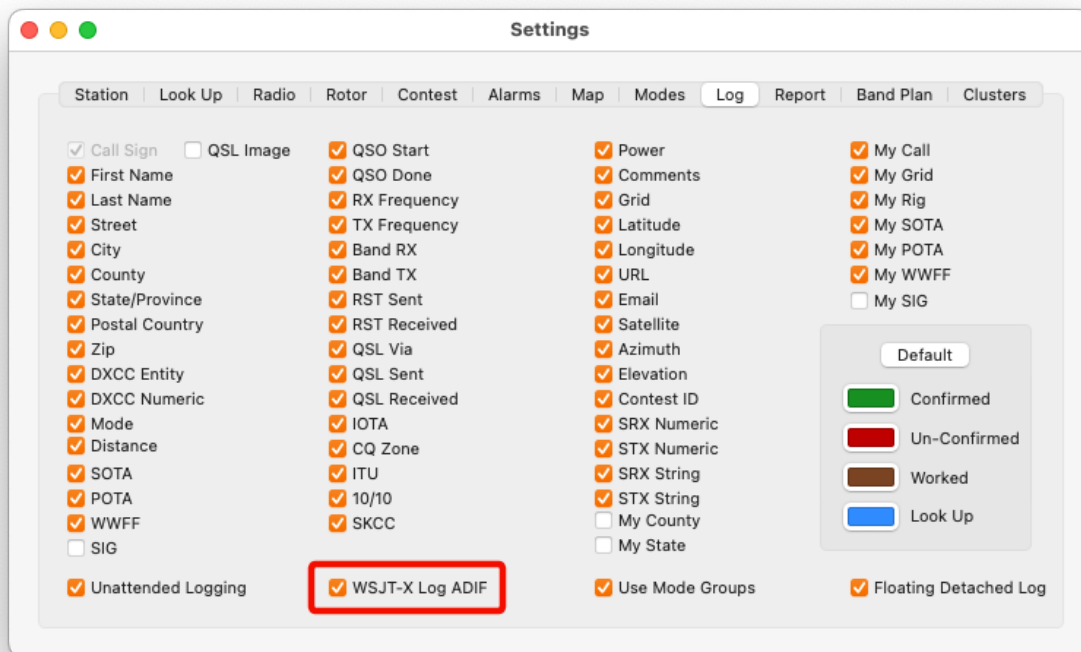 Settings
Station Look Up Radio Rotor Contest Alarms Map Modes Log Report Band Plan Clusters
Call Sign QSL Image
First Name
Last Name
Street
City
County
State/Province
Postal Country
Zip
DXCC Entity
DXCC Numeric
Mode
Distance
SOTA
POTA
WWFF
SIG
QSO Start
QSO Done
RX Frequency
TX Frequency
Band RX
Band TX
RST Sent
RST Received
QSL Via
QSL Sent
QSL Received
IOTA
CQ Zone
ITU
10/10
SKCC
Power
Comments
Grid
Latitude
Longitude
URL
Email
Satellite
Azimuth
Elevation
Contest ID
SRX Numeric
STX Numeric
SRX String
STX String
My County
My State
My Call
My Grid
My Rig
My SOTA
My POTA
My WWFF
My SIG
Default
Confirmed
Un-Confirmed
Worked
Look Up
Unattended Logging WSJT-X Log ADIF Use Mode Groups Floating Detached Log